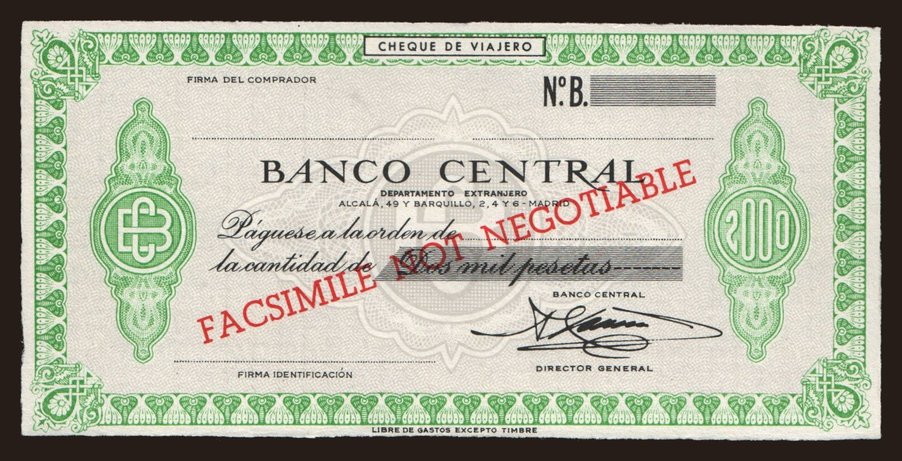 CHEQUE DE VIAJERO
FIRMA DEL COMPRADOR
Nº B.
BANCO CENTRAL
DEPARTAMENTO EXTRANJERO
ALCALÁ, 49 Y BARQUILLO, 2, 4 Y 6 - MADRID
Páguese a la orden de
la cantidad de Dos mil pesetas
FACSIMILE NOT NEGOTIABLE
2000
BANCO CENTRAL
DIRECTOR GENERAL
FIRMA IDENTIFICACIÓN
LIBRE DE GASTOS EXCEPTO TIMBRE